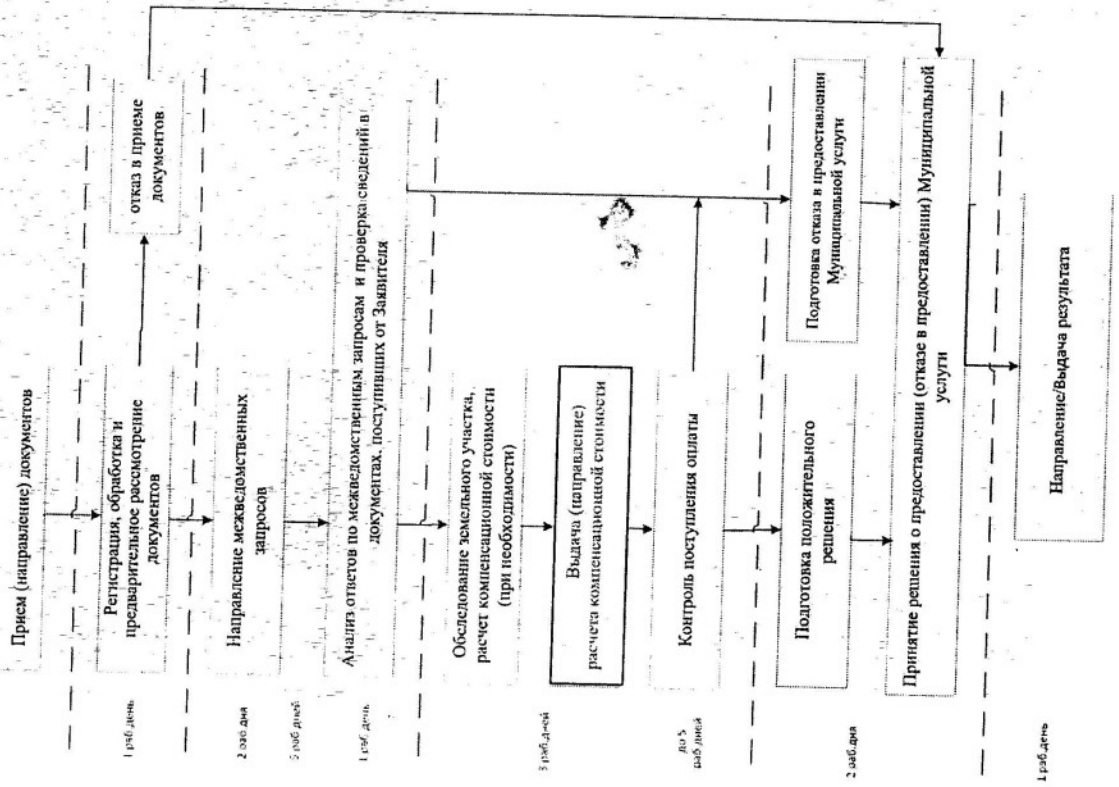 Прием (направление) документов
1 раб.день
Регистрация, обработка и
предварительное рассмотрение
документов
отказ в приеме
документов
2 раб.дня
Направление межведомственных
запросов
5 раб.дней
1 раб.день
Анализ ответов по межведомственным запросам и проверка сведений в
документах, поступивших от Заявителя
3 раб.дней
Обследование земельного участка,
расчет компенсационной стоимости
(при необходимости)
Выдача (направление)
расчета компенсационной стоимости
до 5
раб.дней
Контроль поступления оплаты
2 раб.дня
Подготовка положительного
решения
Подготовка отказа в предоставлении
Муниципальной услуги
Принятие решения о предоставлении (отказе в предоставлении) Муниципальной
услуги
1 раб.день
Направление/Выдача результата